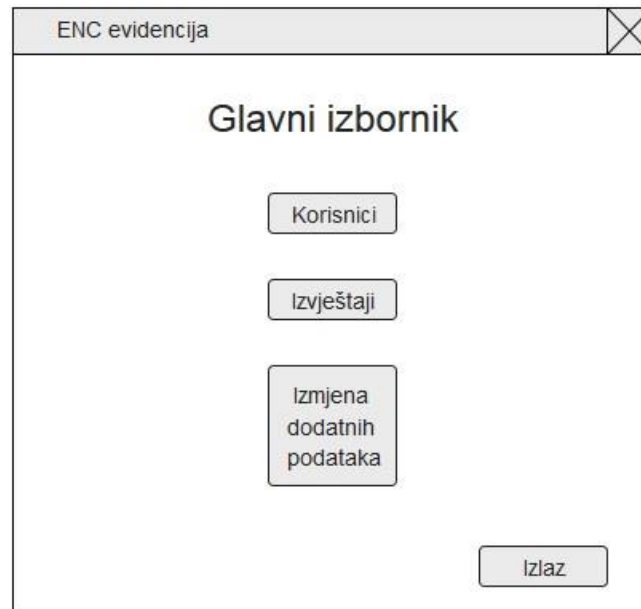 ENC evidencija
Glavni izbornik
Korisnici
Izvještaji
Izmjena
dodatnih
podataka
Izlaz